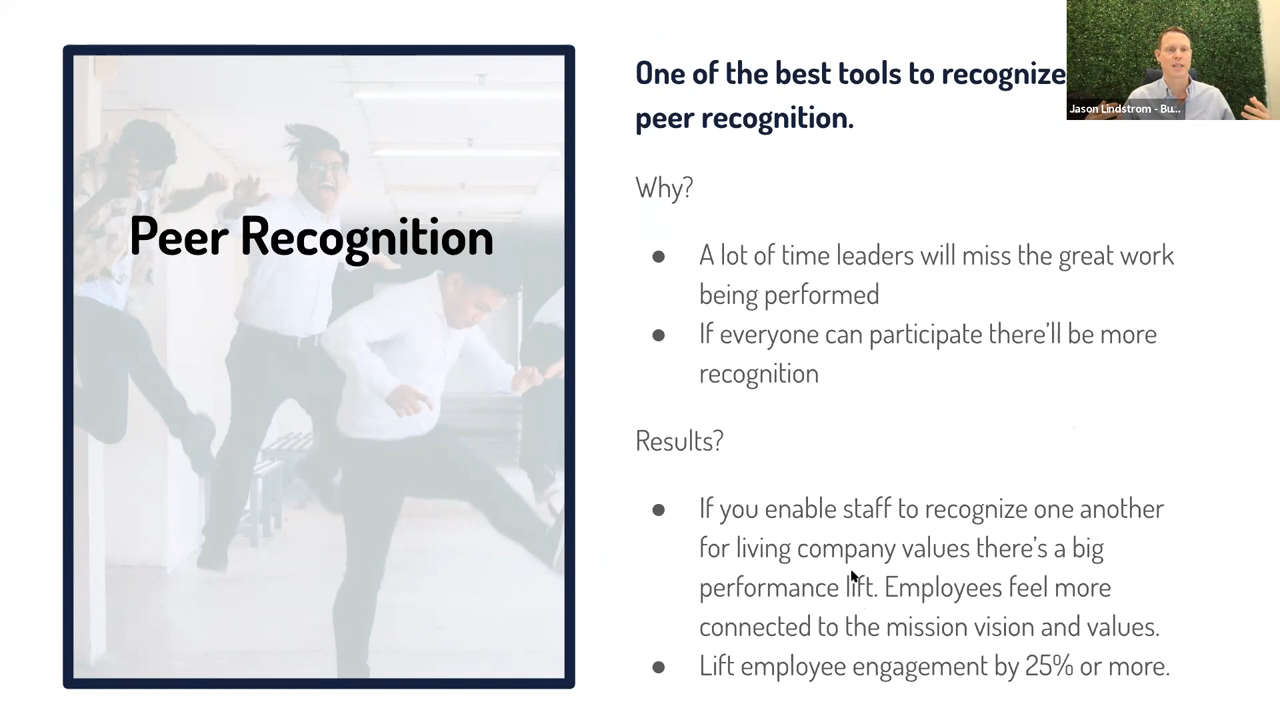 Peer Recognition
One of the best tools to recognize
peer recognition.
Jason Lindstrom - Bu...
Why?
● A lot of time leaders will miss the great work
being performed
● If everyone can participate there'll be more
recognition
Results?
● If you enable staff to recognize one another
for living company values there's a big
performance lift. Employees feel more
connected to the mission vision and values.
● Lift employee engagement by 25% or more.